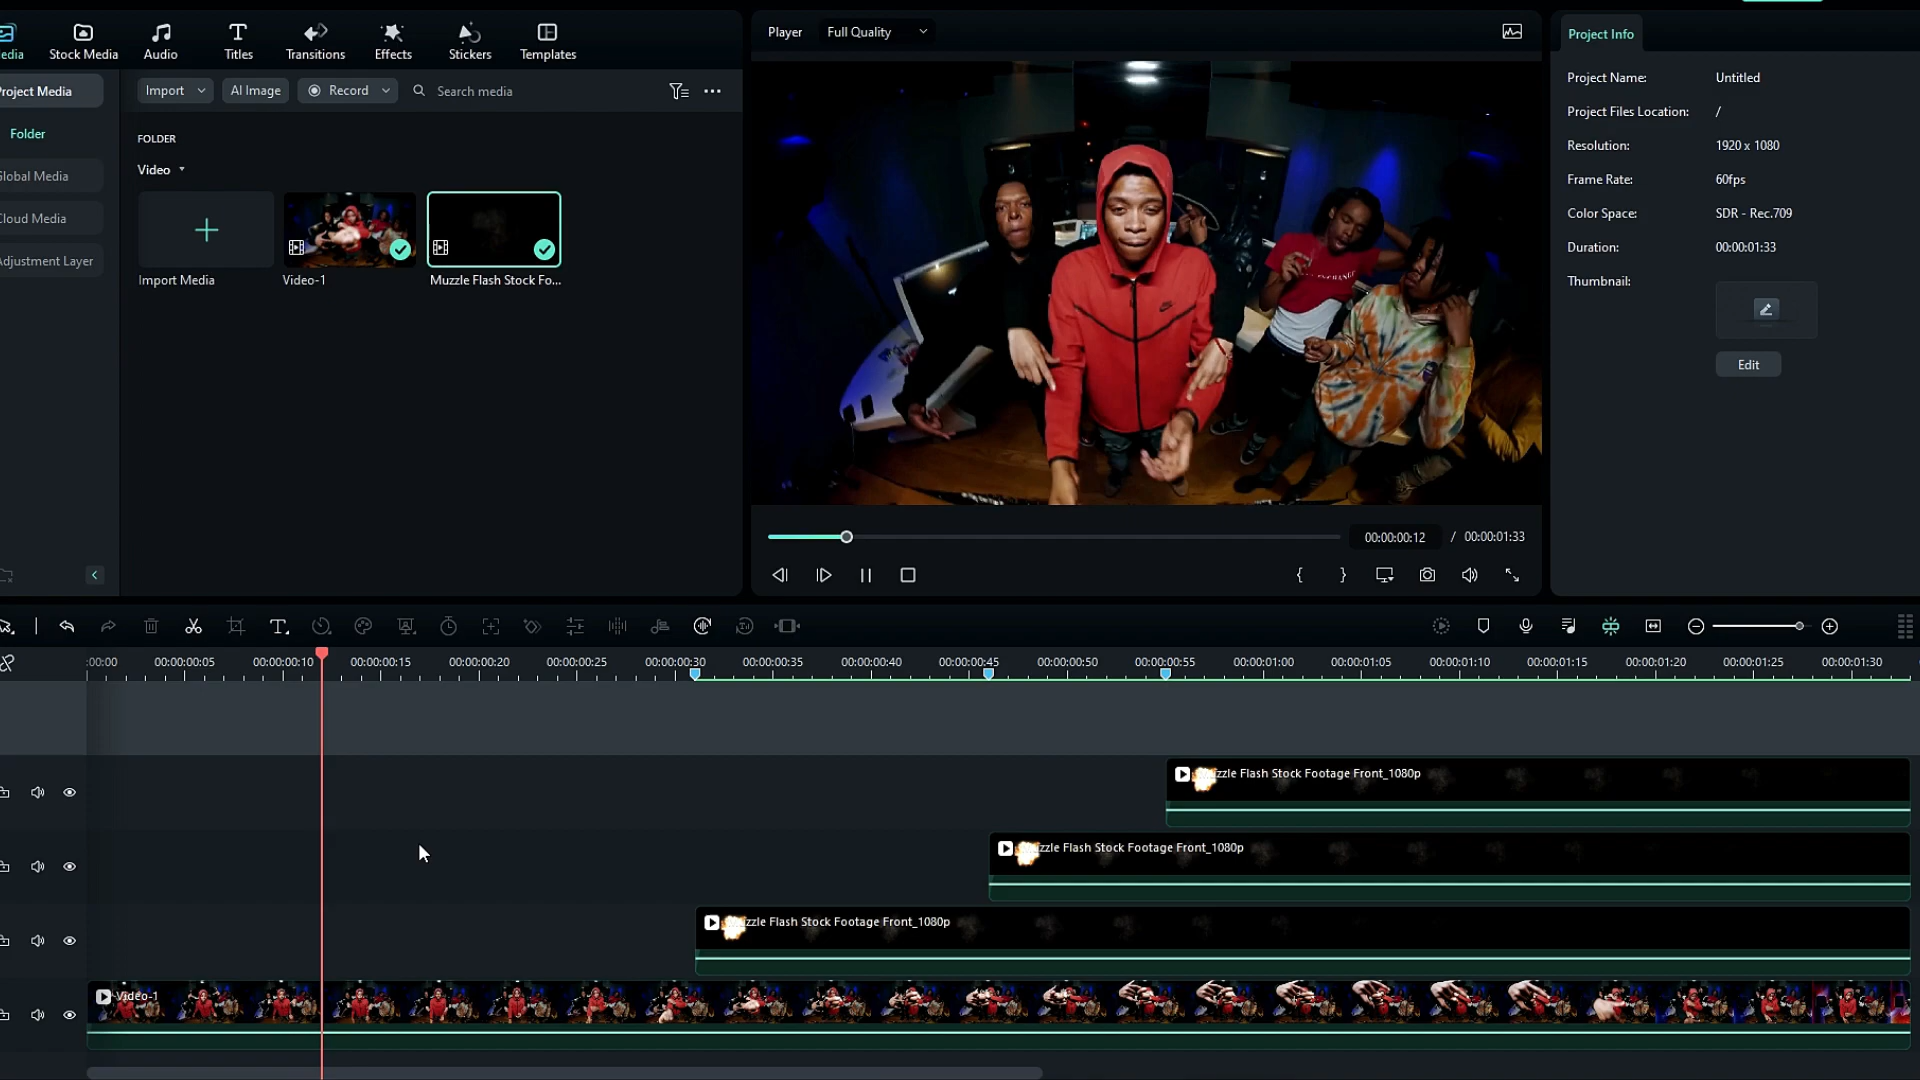 edia
Stock Media
Audio
Titles
Transitions
Effects
Stickers
Templates
Player
Full Quality
Project Info
Project Media
Folder
Global Media
Cloud Media
Adjustment Layer
Import
AI Image
Record
Search media
FOLDER
Video
Import Media
Video-1
Muzzle Flash Stock Fo...
Project Name: Untitled
Project Files Location: /
Resolution: 1920 x 1080
Frame Rate: 60fps
Color Space: SDR - Rec.709
Duration: 00:00:01:33
Thumbnail:
Edit
00:00:00:12 / 00:00:01:33
{ }
:00:00 00:00:00:05 00:00:00:10 00:00:00:15 00:00:00:20 00:00:00:25 00:00:00:30 00:00:00:35 00:00:00:40 00:00:00:45 00:00:00:50 00:00:00:55 00:00:01:00 00:00:01:05 00:00:01:10 00:00:01:15 00:00:01:20 00:00:01:25 00:00:01:30
Muzzle Flash Stock Footage Front_1080p
Muzzle Flash Stock Footage Front_1080p
Muzzle Flash Stock Footage Front_1080p
Video-1